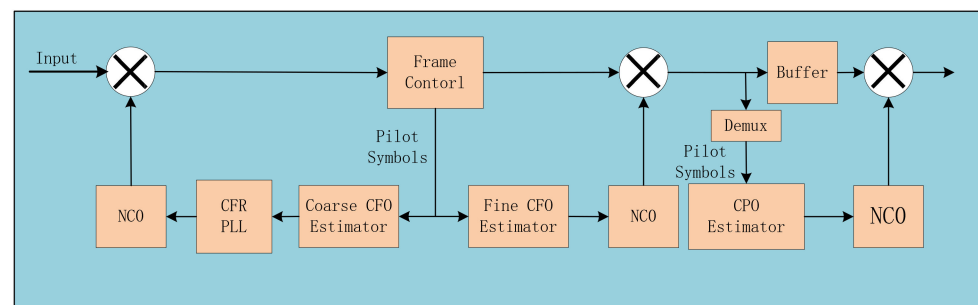 Input
Frame
Contorl
Buffer
Demux
Pilot
Symbols
Pilot
Symbols
NCO
CFR
PLL
Coarse CFO
Estimator
Fine CFO
Estimator
NCO
CPO
Estimator
NCO